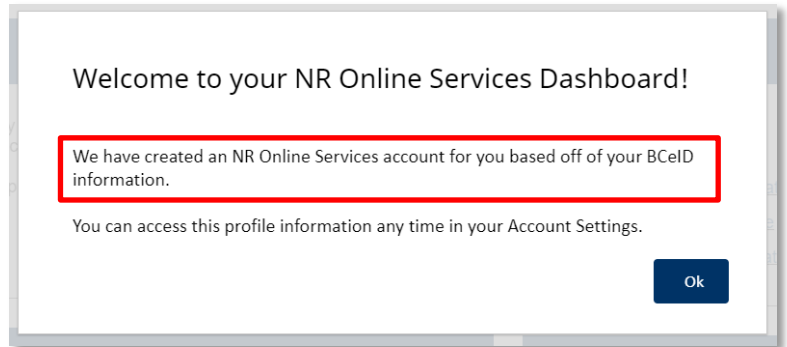 Welcome to your NR Online Services Dashboard!
We have created an NR Online Services account for you based off of your BCeID
information.
You can access this profile information any time in your Account Settings.
Ok